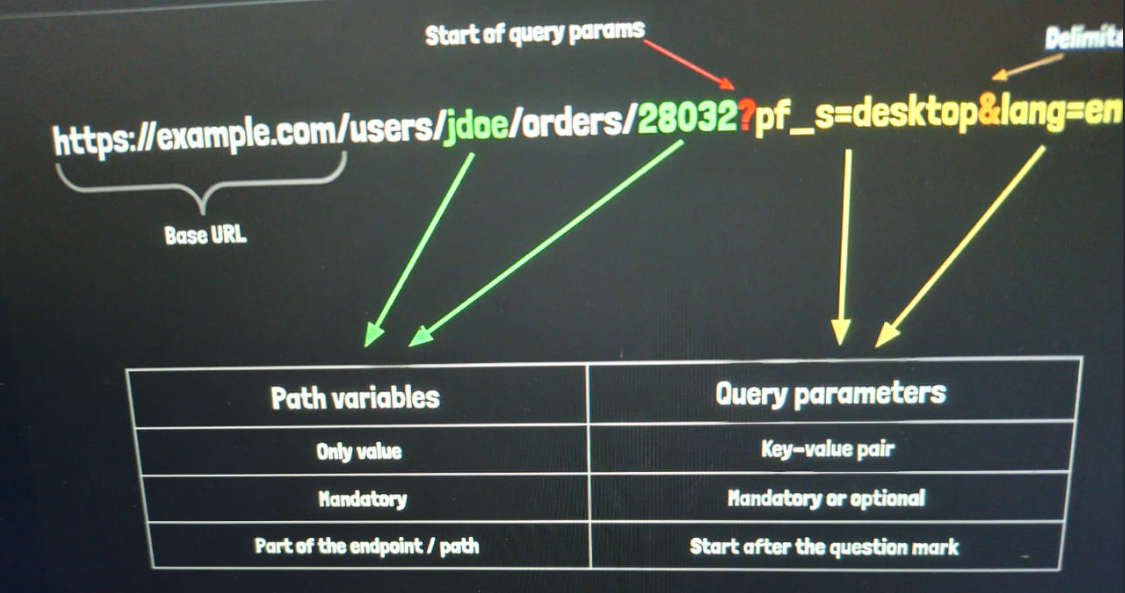 Start of query params
https://example.com/users/jdoe/orders/28032?pf_s=desktop&lang=en
Base URL
Path variables
Query parameters
Only value
Key-value pair
Mandatory
Mandatory or optional
Part of the endpoint / path
Start after the question mark